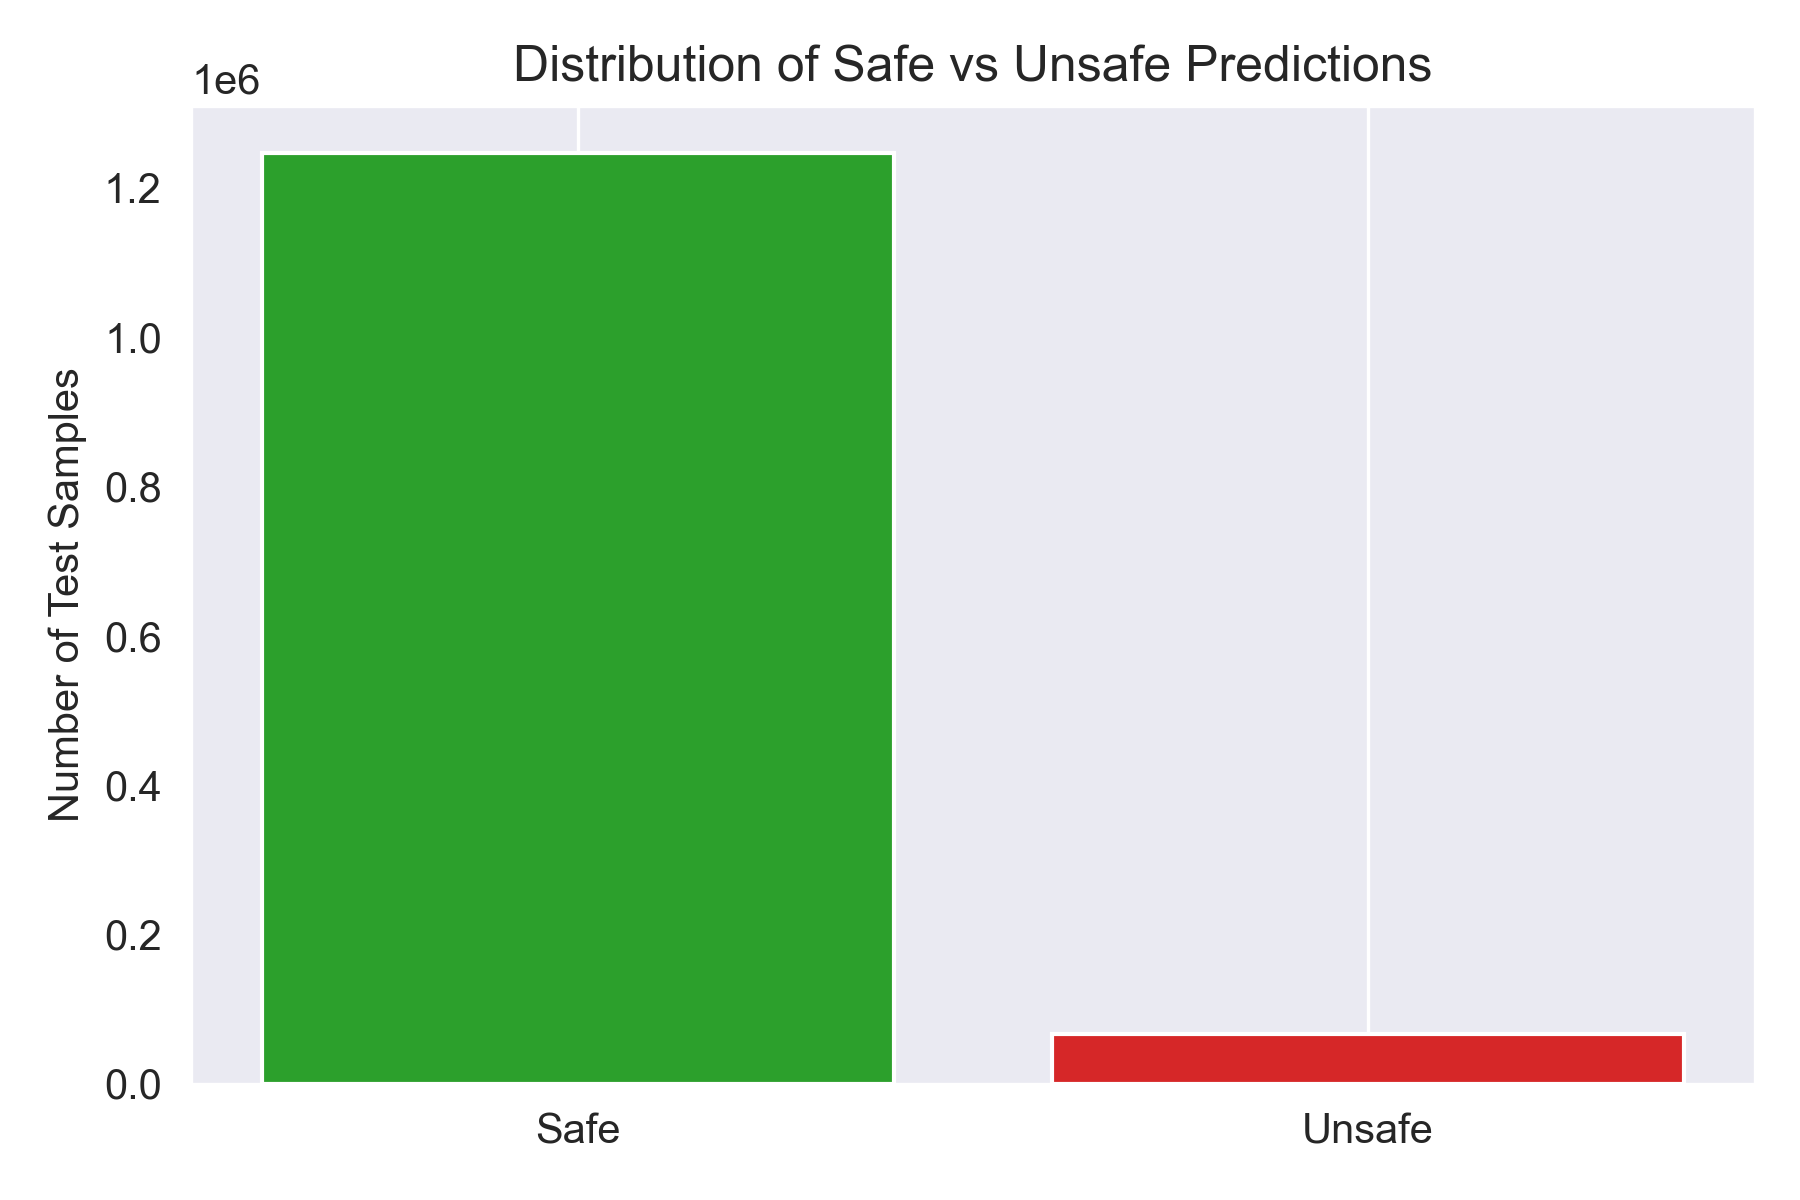 Distribution of Safe vs Unsafe Predictions
1e6
1.2
1.0
0.8
0.6
0.4
0.2
0.0
Number of Test Samples
Safe
Unsafe